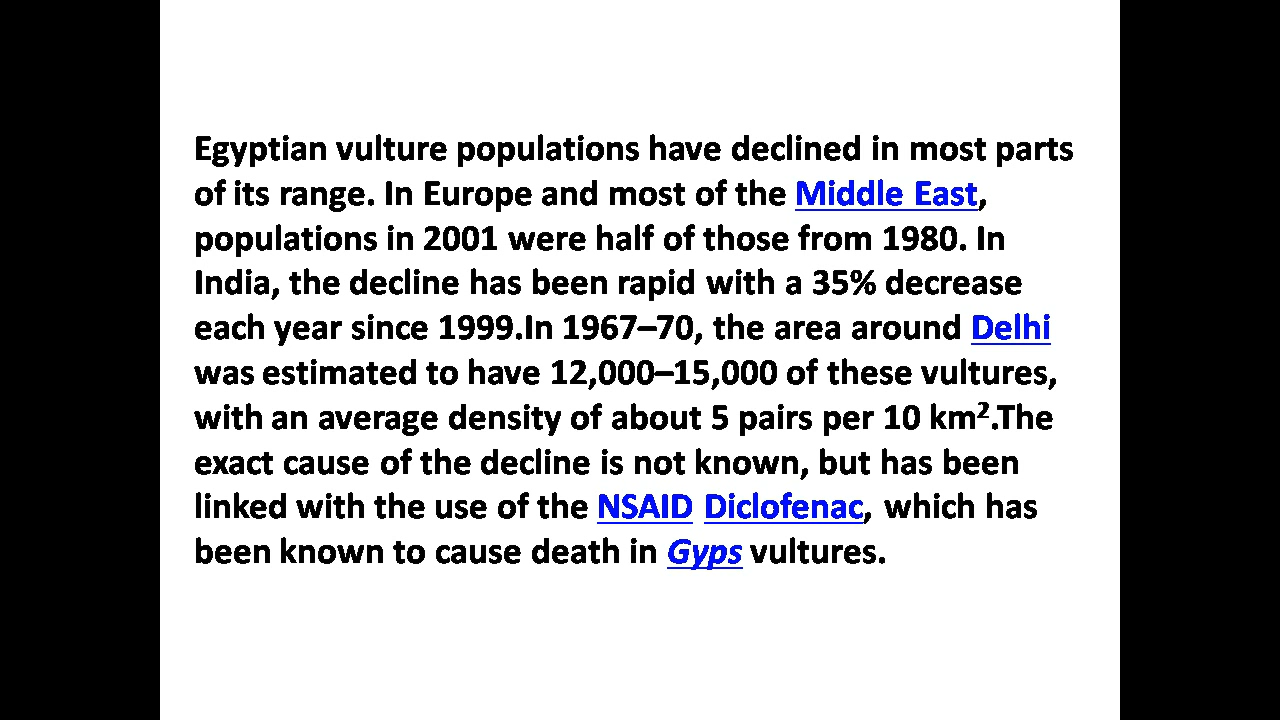 Egyptian vulture populations have declined in most parts
of its range. In Europe and most of the Middle East,
populations in 2001 were half of those from 1980. In
India, the decline has been rapid with a 35% decrease
each year since 1999.In 1967–70, the area around Delhi
was estimated to have 12,000–15,000 of these vultures,
with an average density of about 5 pairs per 10 km².The
exact cause of the decline is not known, but has been
linked with the use of the NSAID Diclofenac, which has
been known to cause death in Gyps vultures.